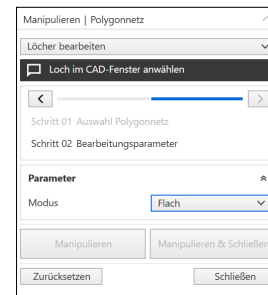 Manipulieren | Polygonnetz
Löcher bearbeiten
Loch im CAD-Fenster anwählen
Schritt 01 Auswahl Polygonnetz
Schritt 02 Bearbeitungsparameter
Parameter
Modus Flach
Manipulieren Manipulieren & Schließen
Zurücksetzen Schließen